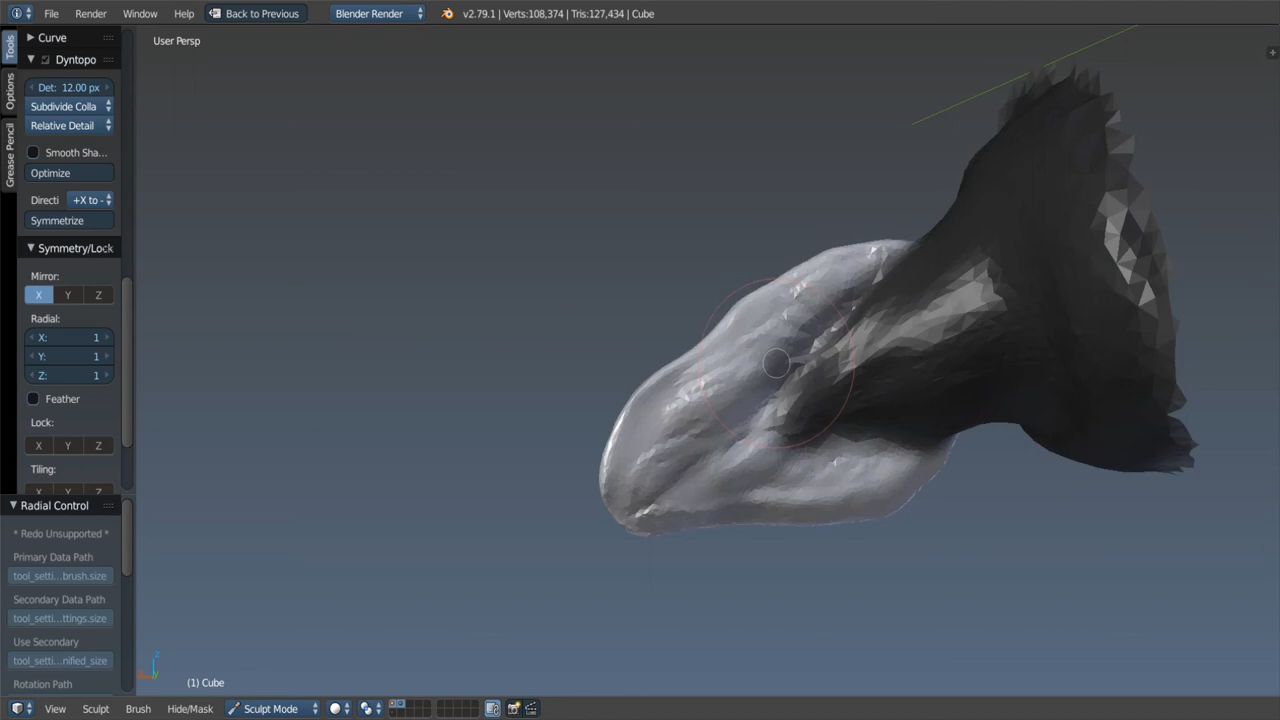 File Render Window Help Back to Previous Blender Render v2.79.1 | Verts:108,374 | Tris:127,434 | Cube
Tools
Options
Grease Pencil
User Persp
Curve
Dyntopo
Det: 12.00 px
Subdivide Colla
Relative Detail
Smooth Sha...
Optimize
Directi +X to -
Symmetrize
Symmetry/Lock
Mirror:
X Y Z
Radial:
X: 1
Y: 1
Z: 1
Feather
Lock:
X Y Z
Tiling:
X Y Z
Radial Control
* Redo Unsupported *
Primary Data Path
tool_setti...brush.size
Secondary Data Path
tool_setti...ttings.size
Use Secondary
tool_setti...nified_size
Rotation Path
z
(1) Cube
View Sculpt Brush Hide/Mask Sculpt Mode